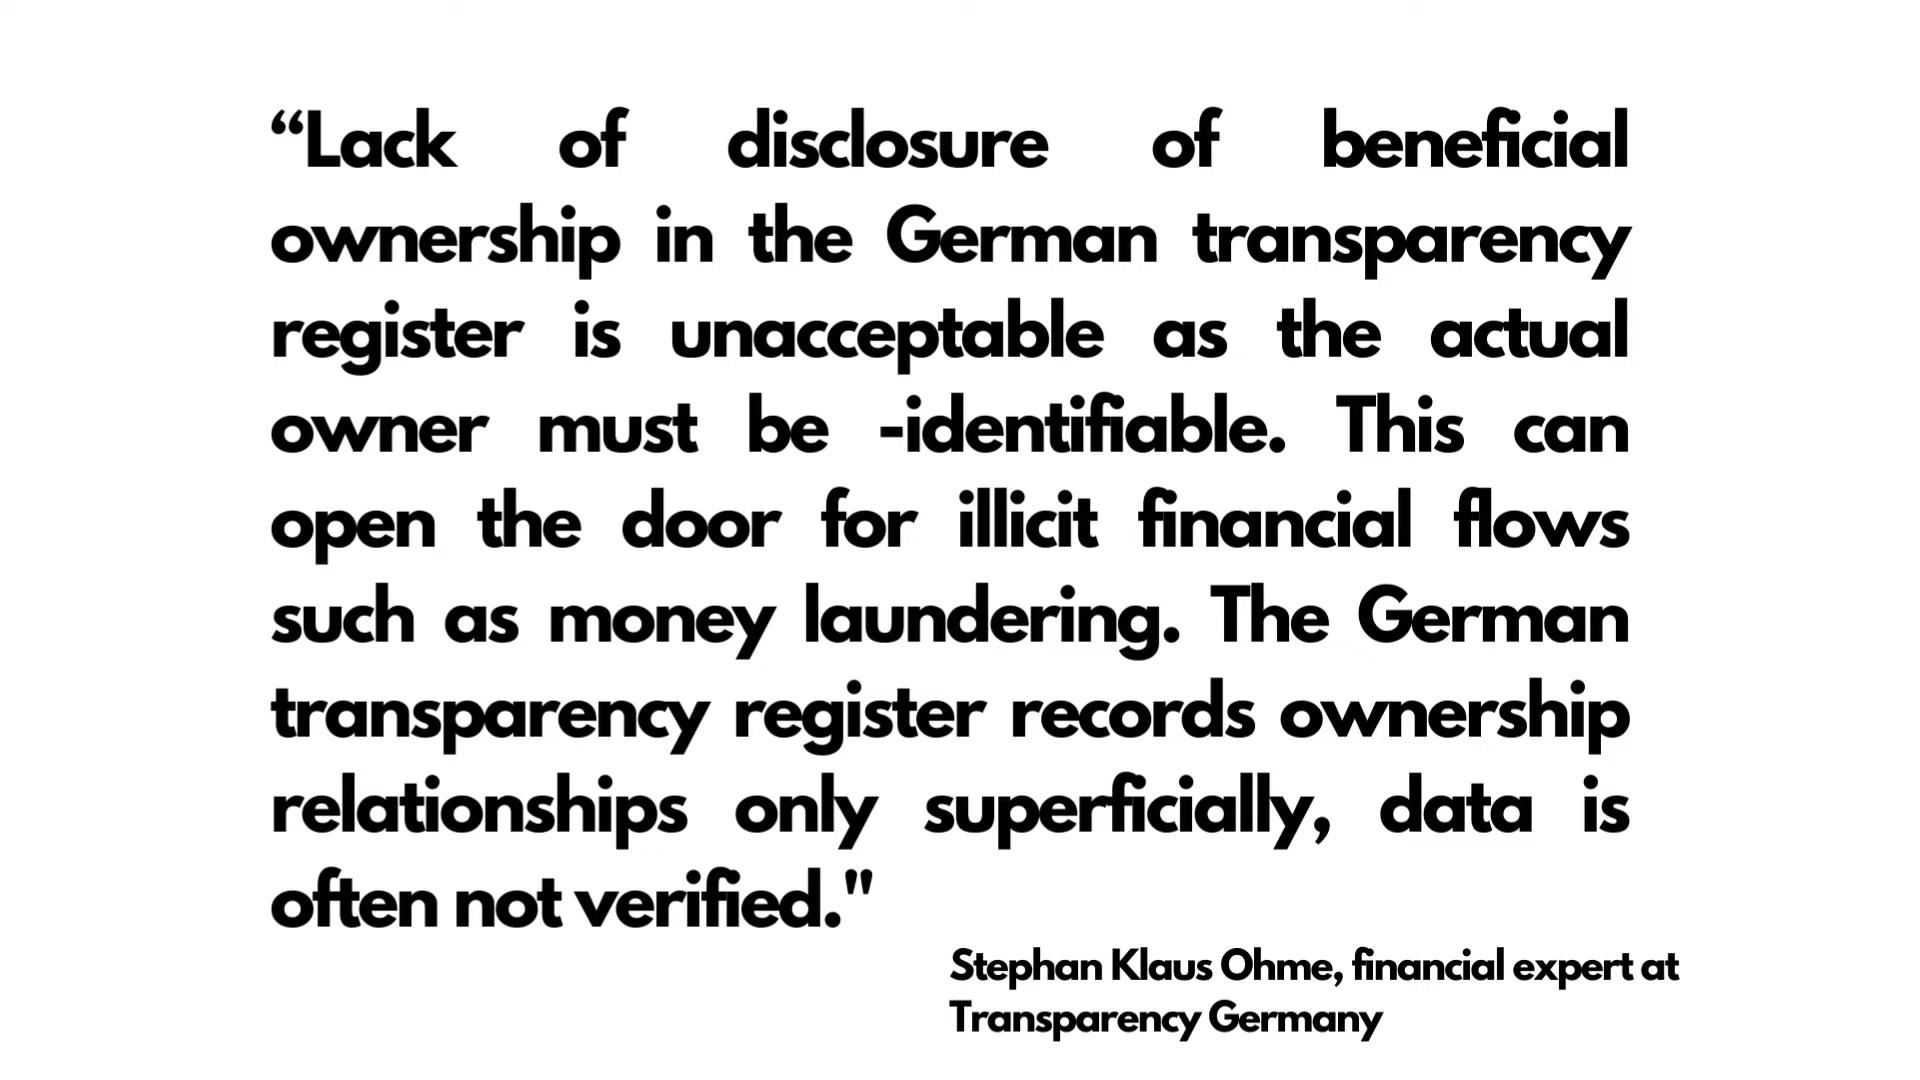 “Lack of disclosure of beneficial
ownership in the German transparency
register is unacceptable as the actual
owner must be -identifiable. This can
open the door for illicit financial flows
such as money laundering. The German
transparency register records ownership
relationships only superficially, data is
often not verified."
Stephan Klaus Ohme, financial expert at
Transparency Germany